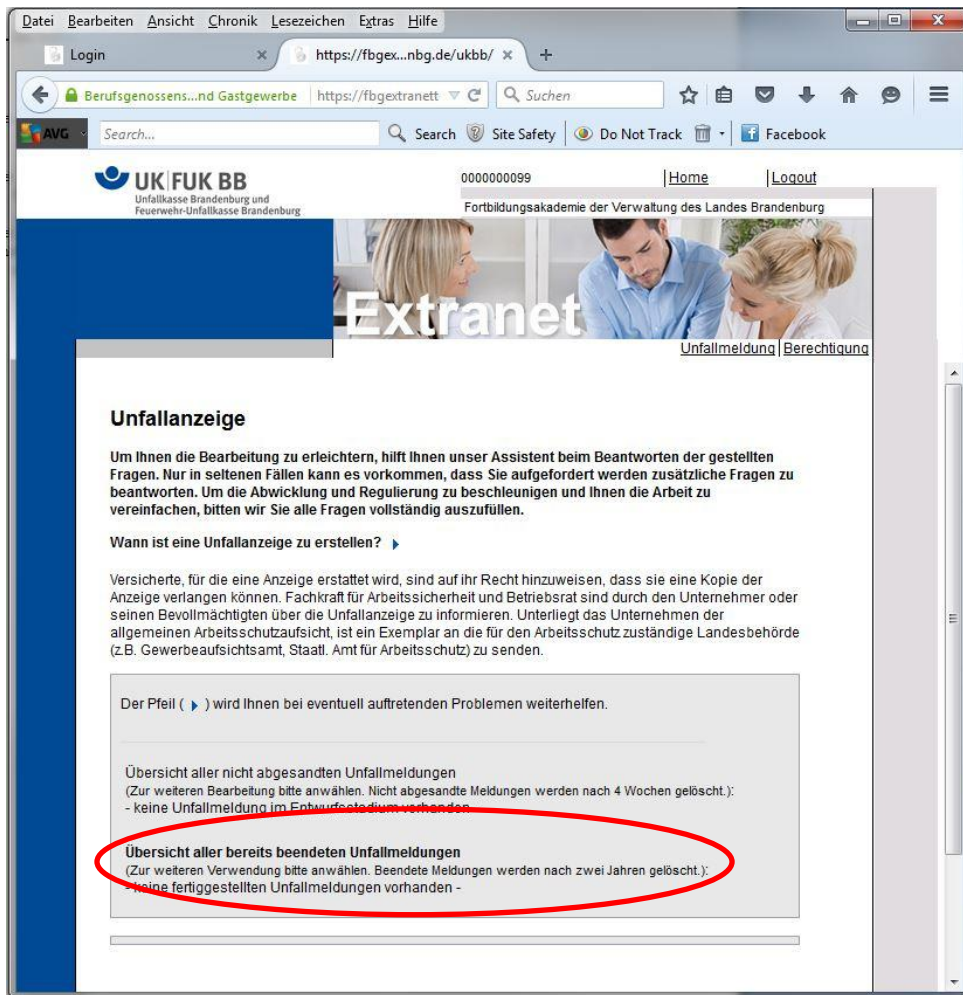 Datei Bearbeiten Ansicht Chronik Lesezeichen Extras Hilfe
Login
https://fbgex...nbg.de/ukbb/
Berufsgenossens...nd Gastgewerbe https://fbgextranett Suchen
AVG Search... Search Site Safety Do Not Track Facebook
UK|FUK BB
Unfallkasse Brandenburg und
Feuerwehr-Unfallkasse Brandenburg
0000000099 Home Logout
Fortbildungsakademie der Verwaltung des Landes Brandenburg
Extranet
Unfallmeldung Berechtigung
Unfallanzeige
Um Ihnen die Bearbeitung zu erleichtern, hilft Ihnen unser Assistent beim Beantworten der gestellten
Fragen. Nur in seltenen Fällen kann es vorkommen, dass Sie aufgefordert werden zusätzliche Fragen zu
beantworten. Um die Abwicklung und Regulierung zu beschleunigen und Ihnen die Arbeit zu
vereinfachen, bitten wir Sie alle Fragen vollständig auszufüllen.
Wann ist eine Unfallanzeige zu erstellen?
Versicherte, für die eine Anzeige erstattet wird, sind auf ihr Recht hinzuweisen, dass sie eine Kopie der
Anzeige verlangen können. Fachkraft für Arbeitssicherheit und Betriebsrat sind durch den Unternehmer oder
seinen Bevollmächtigten über die Unfallanzeige zu informieren. Unterliegt das Unternehmen der
allgemeinen Arbeitsschutzaufsicht, ist ein Exemplar an die für den Arbeitsschutz zuständige Landesbehörde
(z.B. Gewerbeaufsichtsamt, Staatl. Amt für Arbeitsschutz) zu senden.
Der Pfeil ( ) wird Ihnen bei eventuell auftretenden Problemen weiterhelfen.
Übersicht aller nicht abgesandten Unfallmeldungen
(Zur weiteren Bearbeitung bitte anwählen. Nicht abgesandte Meldungen werden nach 4 Wochen gelöscht.):
- keine Unfallmeldung im Entwurfsstadium vorhanden -
Übersicht aller bereits beendeten Unfallmeldungen
(Zur weiteren Verwendung bitte anwählen. Beendete Meldungen werden nach zwei Jahren gelöscht.):
- keine fertiggestellten Unfallmeldungen vorhanden -